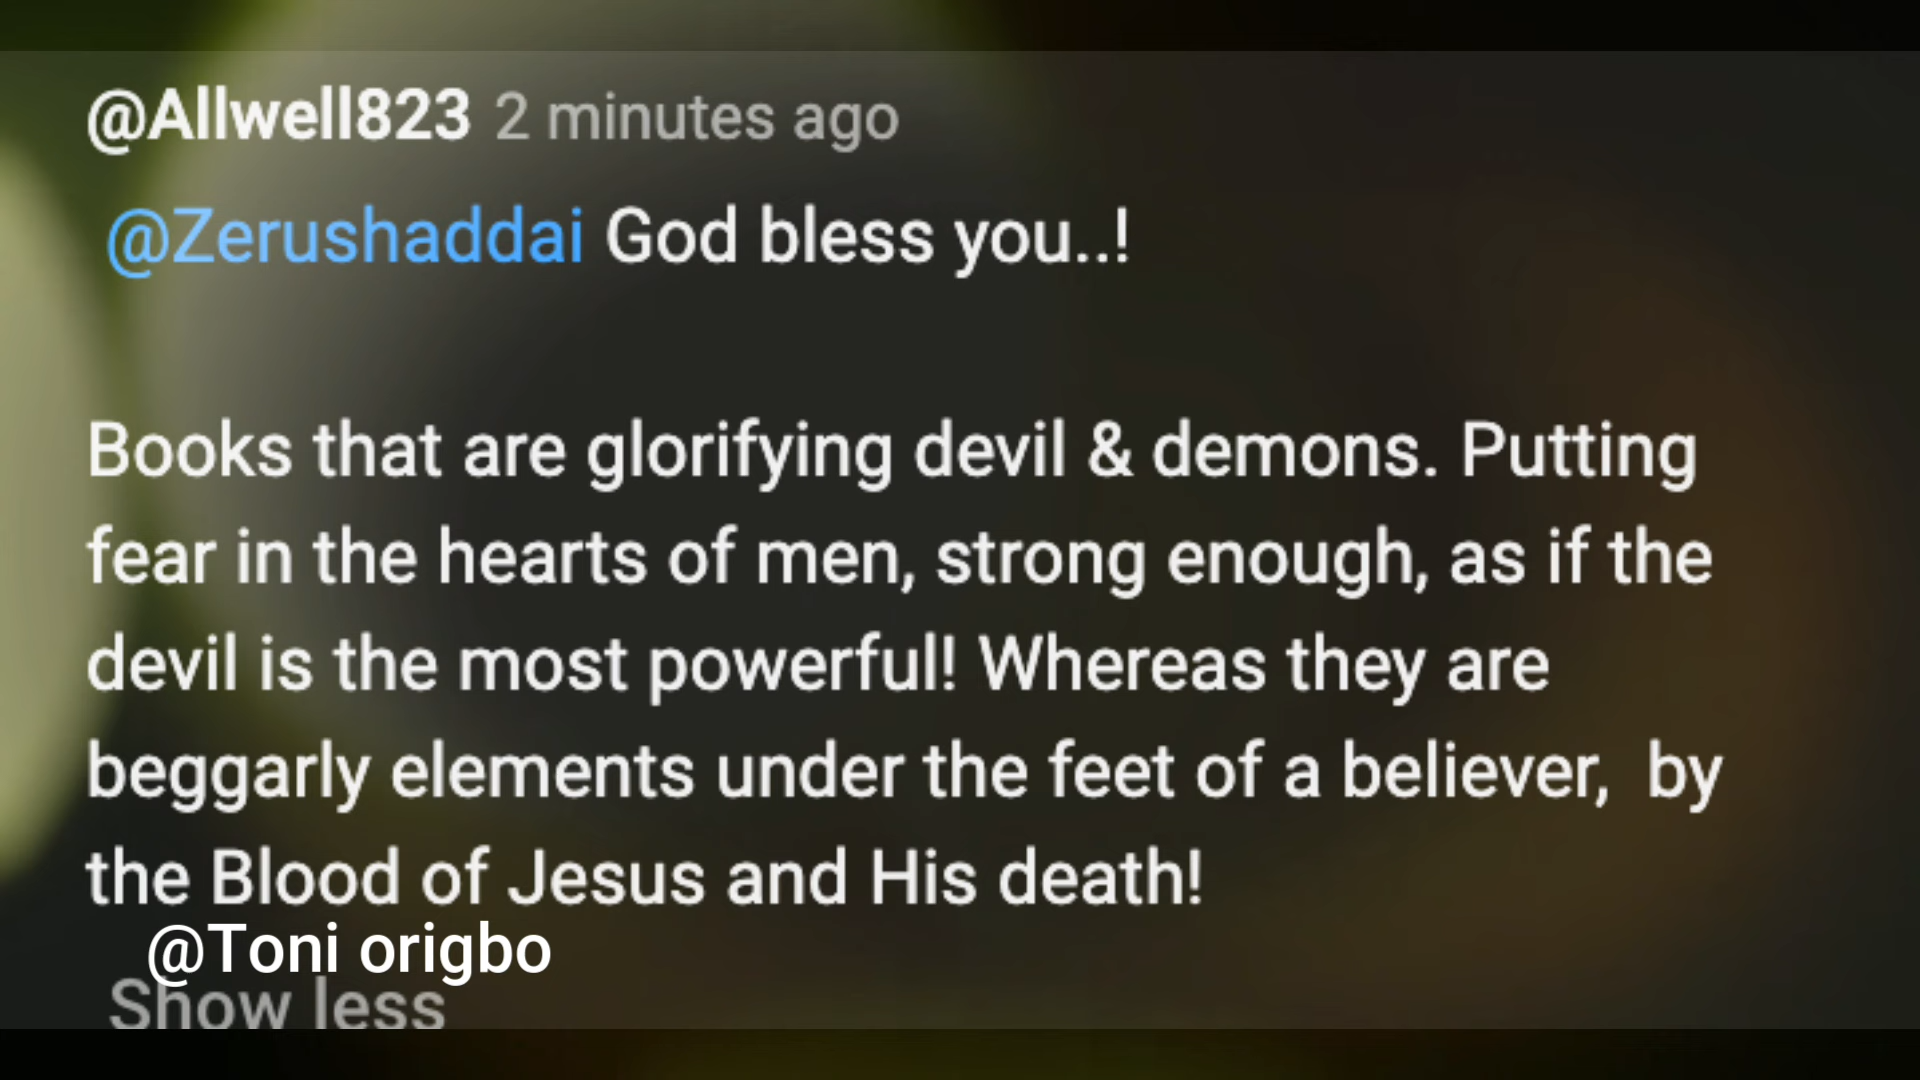 @Allwell823 2 minutes ago
@Zerushaddai God bless you..!
Books that are glorifying devil & demons. Putting
fear in the hearts of men, strong enough, as if the
devil is the most powerful! Whereas they are
beggarly elements under the feet of a believer,  by
the Blood of Jesus and His death!
@Toni origbo
Show less